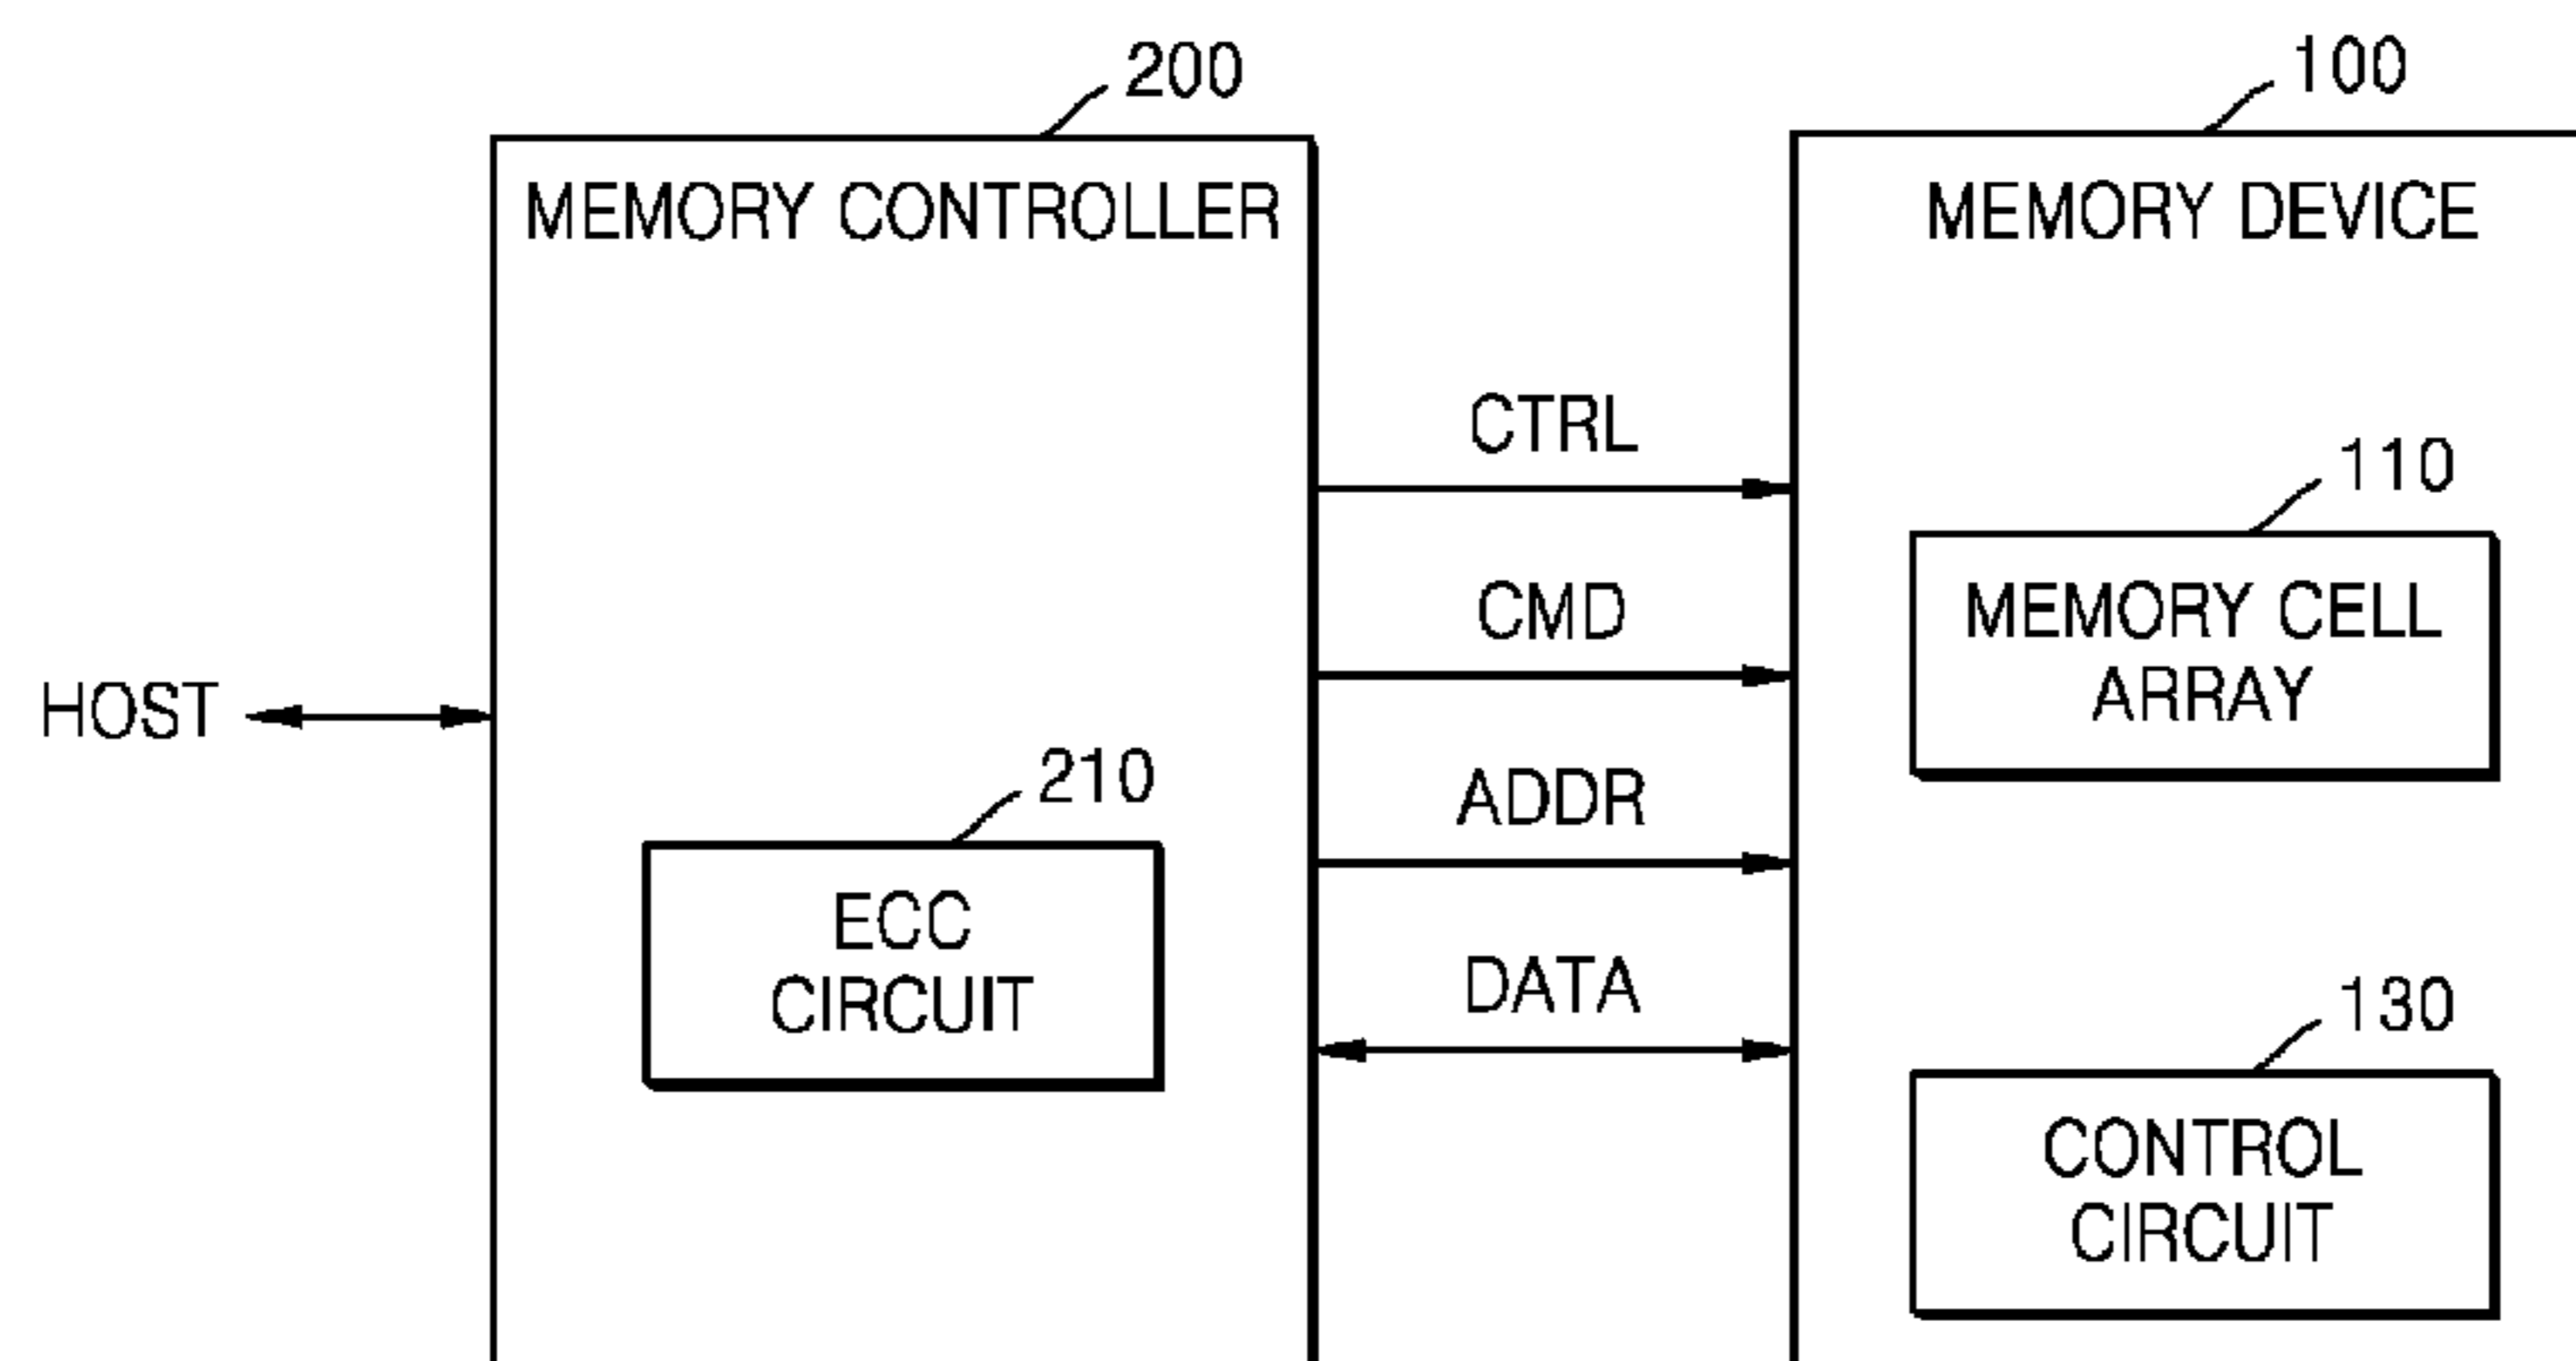 200
100
MEMORY CONTROLLER
MEMORY DEVICE
CTRL
110
CMD
MEMORY CELL
ARRAY
HOST
210
ADDR
ECC
CIRCUIT
DATA
130
CONTROL
CIRCUIT